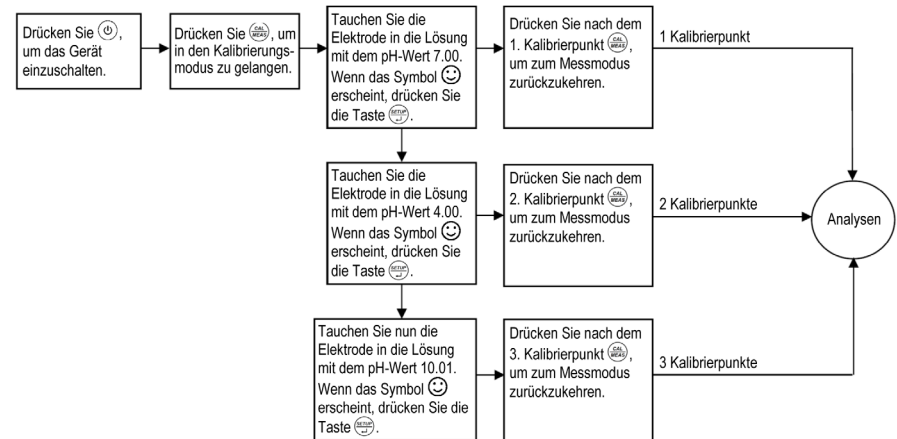 Drücken Sie ,
um das Gerät
einzuschalten.
Drücken Sie CAL MEAS, um
in den Kalibrierungs-
modus zu gelangen.
Tauchen Sie die
Elektrode in die Lösung
mit dem pH-Wert 7.00.
Wenn das Symbol
erscheint, drücken Sie
die Taste SETUP.
Drücken Sie nach dem
1. Kalibrierpunkt CAL MEAS,
um zum Messmodus
zurückzukehren.
1 Kalibrierpunkt
Tauchen Sie die
Elektrode in die Lösung
mit dem pH-Wert 4.00.
Wenn das Symbol
erscheint, drücken Sie
die Taste SETUP.
Drücken Sie nach dem
2. Kalibrierpunkt CAL MEAS,
um zum Messmodus
zurückzukehren.
2 Kalibrierpunkte
Analysen
Tauchen Sie nun die
Elektrode in die Lösung
mit dem pH-Wert 10.01.
Wenn das Symbol
erscheint, drücken Sie die
Taste SETUP.
Drücken Sie nach dem
3. Kalibrierpunkt CAL MEAS,
um zum Messmodus
zurückzukehren.
3 Kalibrierpunkte